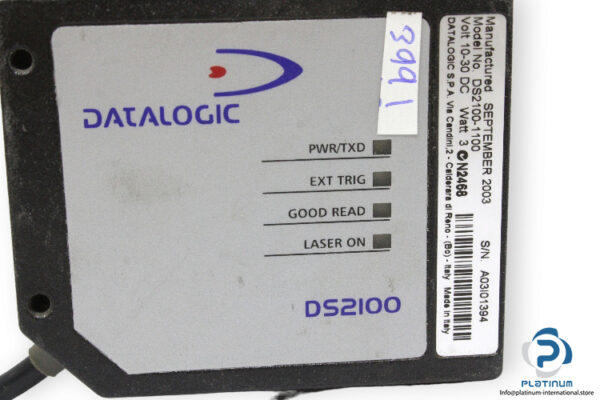 DATALOGIC
PWR/TXD
EXT TRIG
GOOD READ
LASER ON
DS2100
3991
Manufactured SEPTEMBER 2003
Model No DS2100-1100 S/N A03I01394
Volt 10-30 DC Watt 3 N2468
DATALOGIC S.P.A. Via Candini,2 - Calderara di Reno - (Bo) - Italy Made in Italy
PLATINUM
Info@platinum-international.store